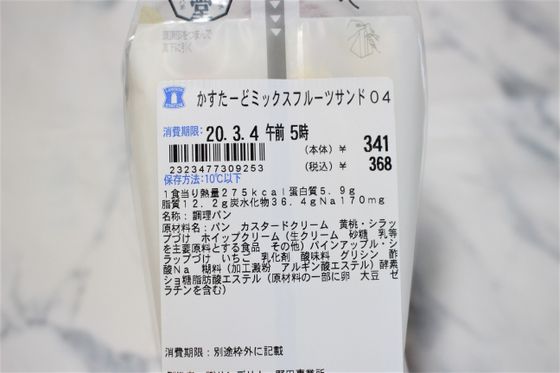 堂
かすたーどミックスフルーツサンド04
消費期限: 20.3.4 午前 5時
(本体)¥ 341
(税込)¥ 368
2323477309253
保存方法:10℃以下
1食当り熱量275kcal蛋白質5.9g
脂質12.2g炭水化物36.4gNa170mg
名称:調理パン
原材料名:パン カスタードクリーム 黄桃・シラッ
プづけ ホイップクリーム(生クリーム 砂糖 乳等
を主要原料とする食品 その他)パインアップル・シ
ラップづけ いちご 乳化剤 酸味料 グリシン 酢
酸Na 糊料(加工澱粉 アルギン酸エステル)酵素
ショ糖脂肪酸エステル(原材料の一部に卵 大豆 ゼ
ラチンを含む)
消費期限:別途枠外に記載